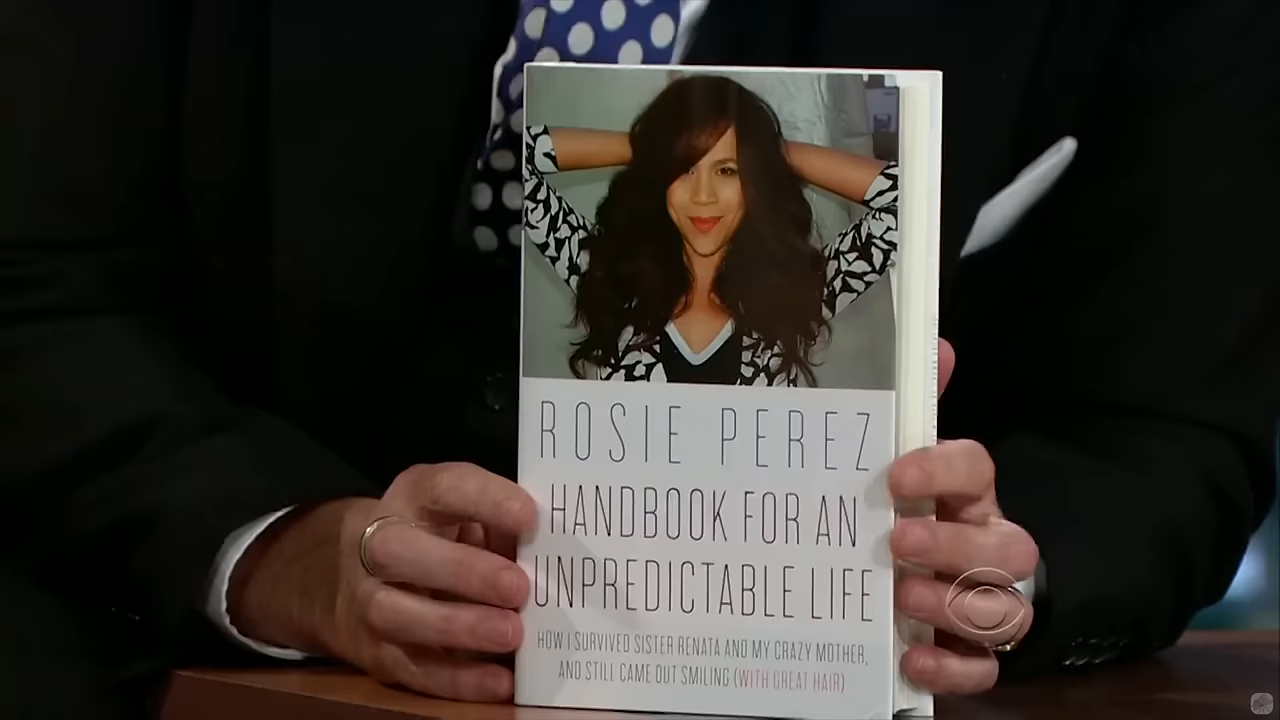 ROSIE PEREZ
HANDBOOK FOR AN
UNPREDICTABLE LIFE
HOW I SURVIVED SISTER RENATA AND MY CRAZY MOTHER,
AND STILL CAME OUT SMILING (WITH GREAT HAIR)